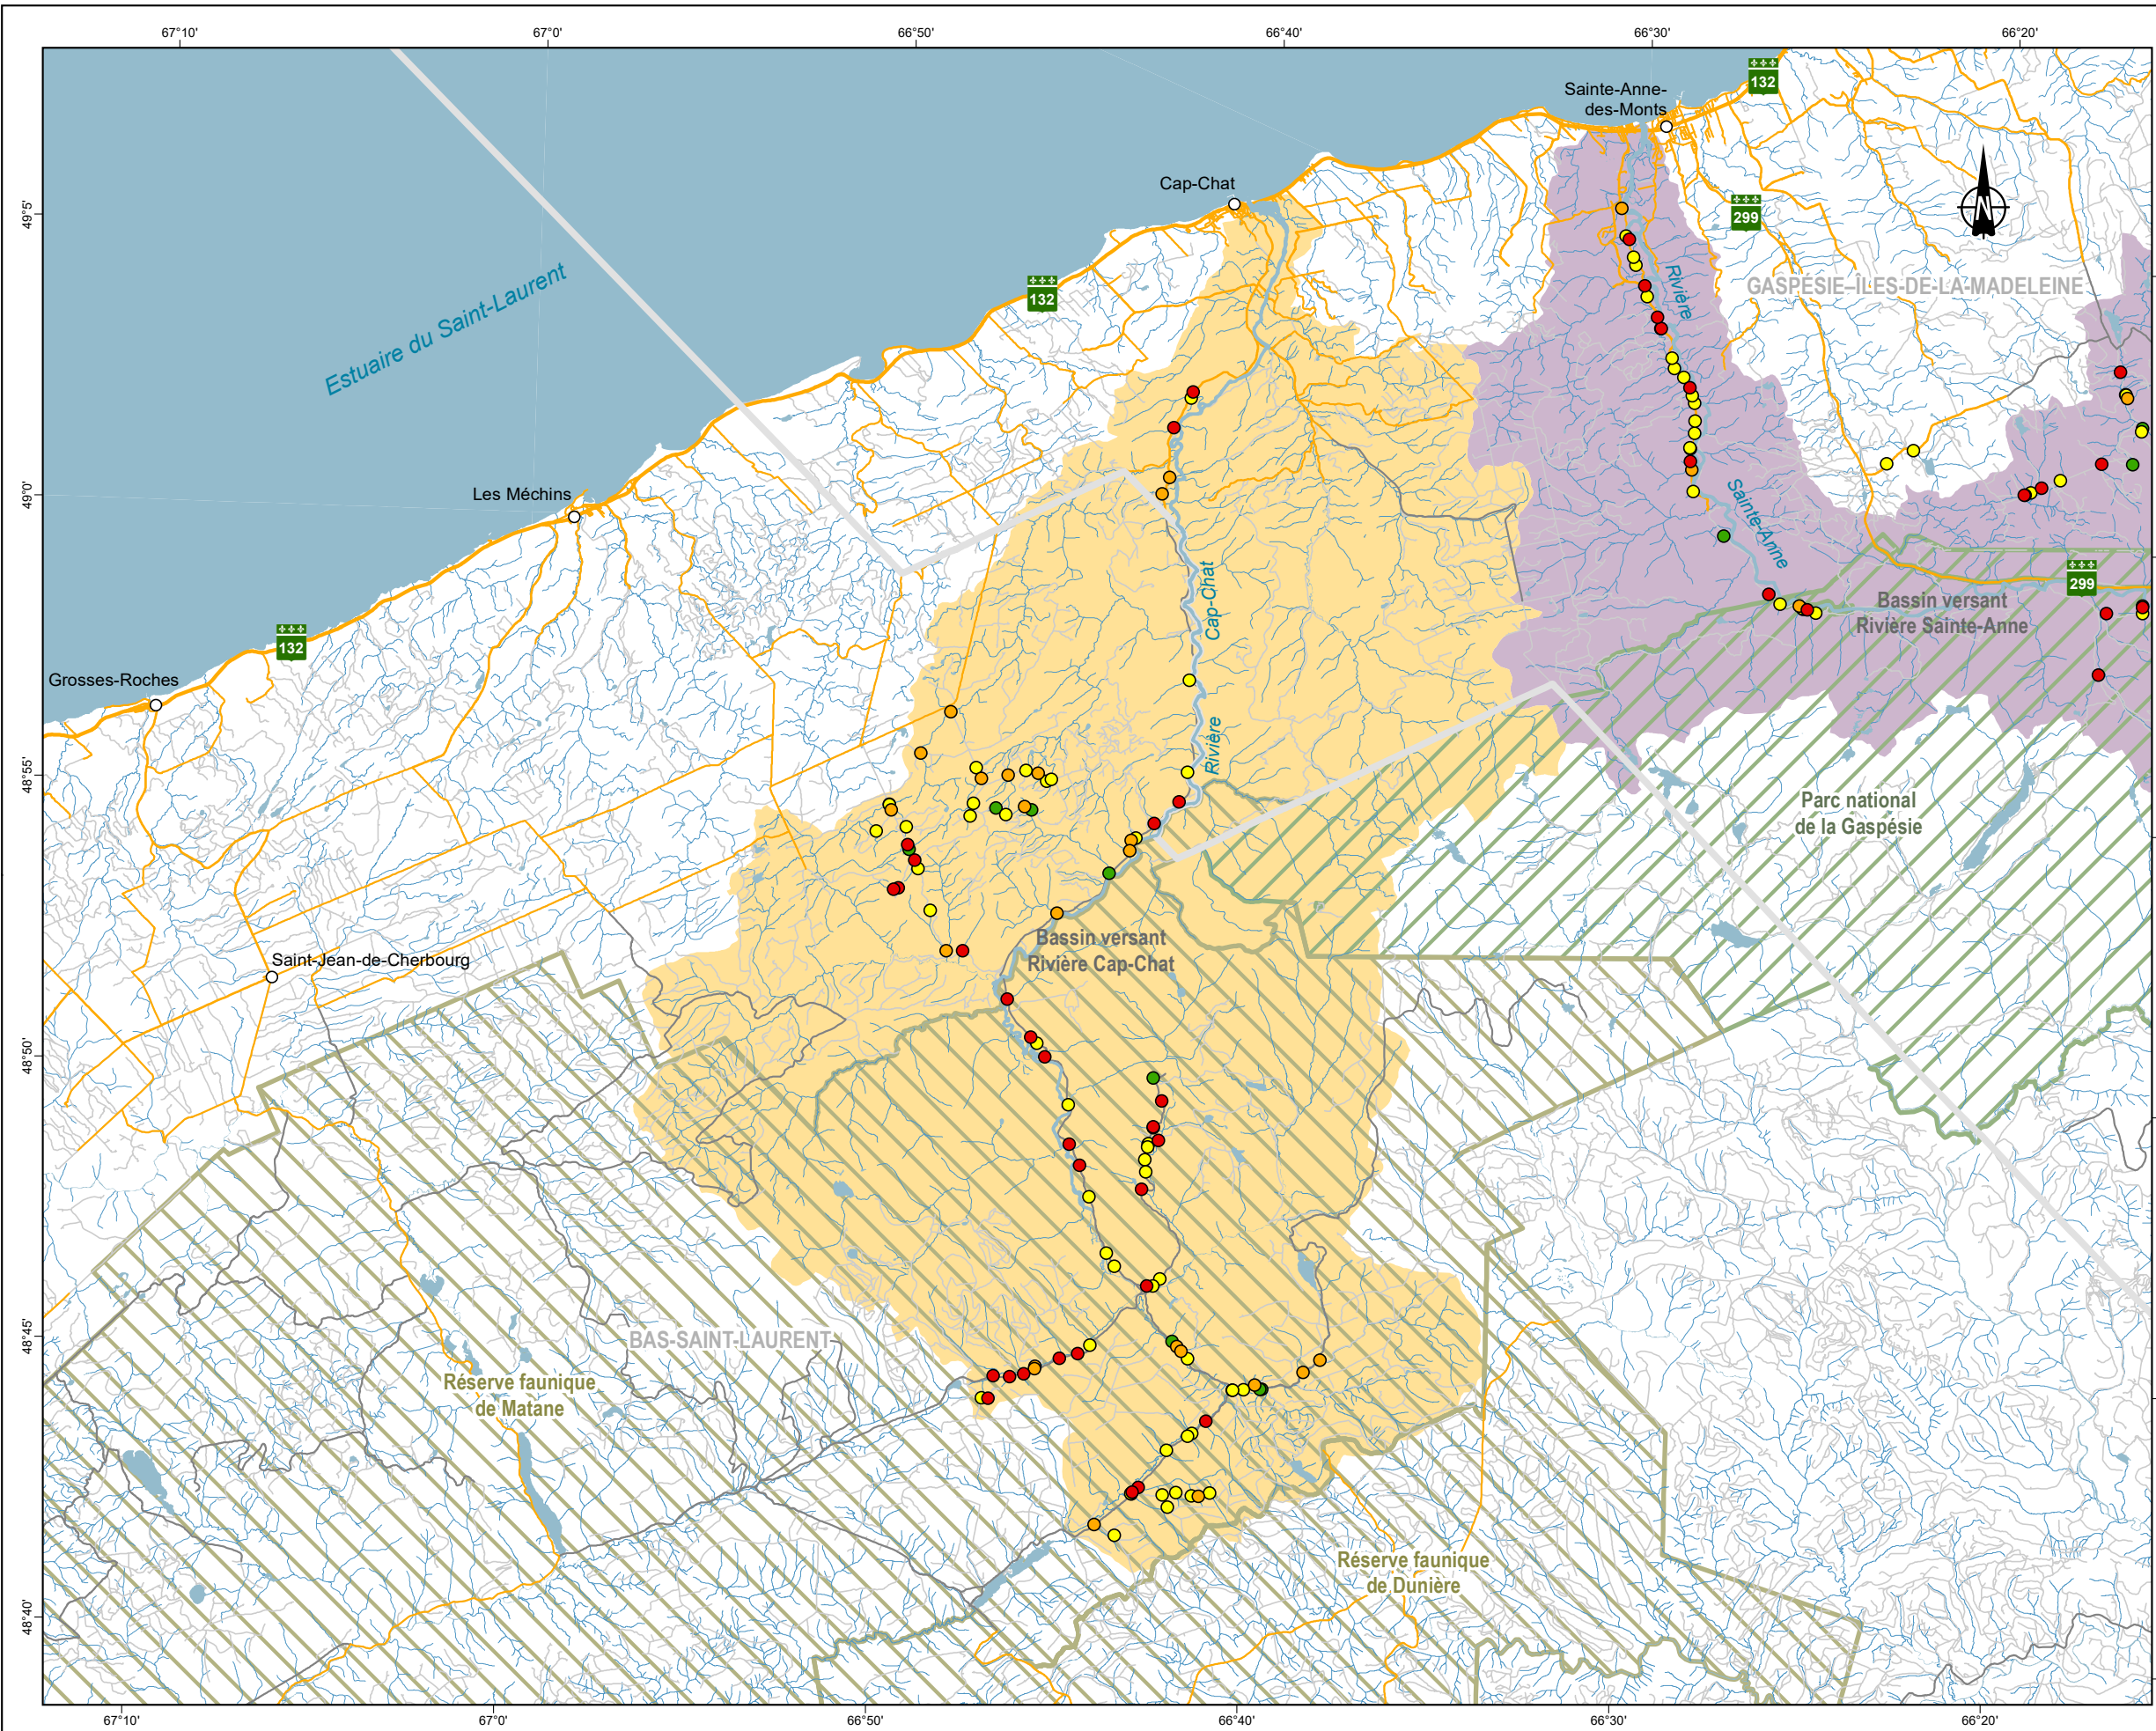 67°10'
67°0'
66°50'
66°40'
66°30'
66°20'
Sainte-Anne-
des-Monts
132
Cap-Chat
49°5'
299
Rivière
GASPÉSIE–ÎLES-DE-LA-MADELEINE
N
132
Estuaire du Saint-Laurent
Les Méchins
49°0'
Sainte-Anne
Cap-Chat
299
Bassin versant
Rivière Sainte-Anne
132
Grosses-Roches
Rivière
48°55'
Parc national
de la Gaspésie
Bassin versant
Rivière Cap-Chat
Saint-Jean-de-Cherbourg
48°50'
BAS-SAINT-LAURENT
48°45'
Réserve faunique
de Matane
Réserve faunique
de Dunière
48°40'
67°10'
67°0'
66°50'
66°40'
66°30'
66°20'